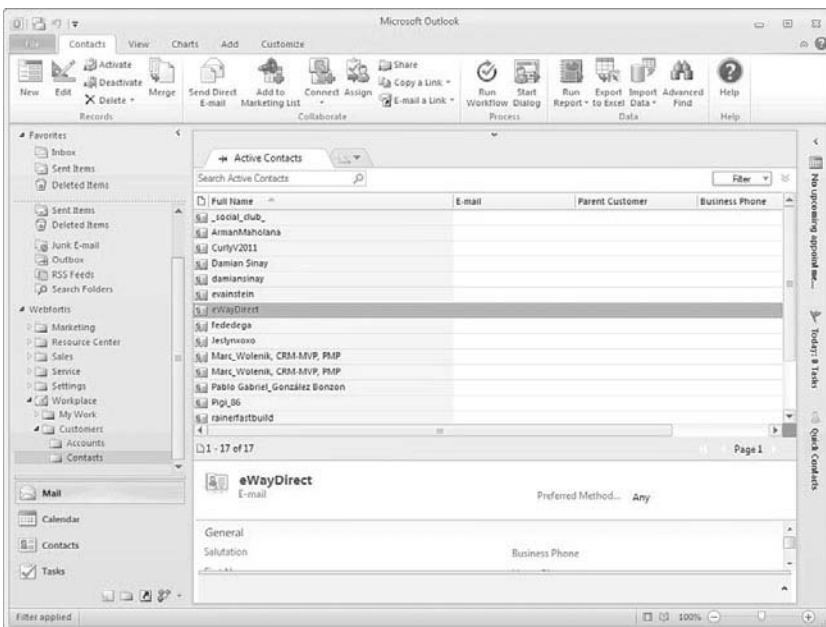 Microsoft Outlook
Contacts View Charts Add Customize
New
Edit
Activate
Deactivate
Delete
Merge
Records
Send Direct E-mail
Add to Marketing List
Connect
Assign
Share
Copy a Link
E-mail a Link
Collaborate
Run Workflow
Start Dialog
Process
Run Report
Export to Excel
Import Data
Advanced Find
Data
Help
Help
Favorites
Inbox
Sent Items
Deleted Items
Sent Items
Deleted Items
Junk E-mail
Outbox
RSS Feeds
Search Folders
Webfortis
Marketing
Resource Center
Sales
Service
Settings
Workplace
My Work
Customers
Accounts
Contacts
Mail
Calendar
Contacts
Tasks
Active Contacts
Search Active Contacts
Filter
Full Name E-mail Parent Customer Business Phone
_social_club_
ArmanMaholana
CurlyV2011
Damian Sinay
damiansinay
evainstein
eWayDirect
fededega
Jeslynxoxo
Marc_Wolenik, CRM-MVP, PMP
Marc_Wolenik, CRM-MVP, PMP
Pablo Gabriel_González Bonzon
Pigi_86
rainerfastbuild
1 - 17 of 17 Page 1
eWayDirect
E-mail
Preferred Method... Any
General
Salutation Business Phone
No upcoming appointme...
Today: 8 Tasks
Quick Contacts
Filter applied 100%